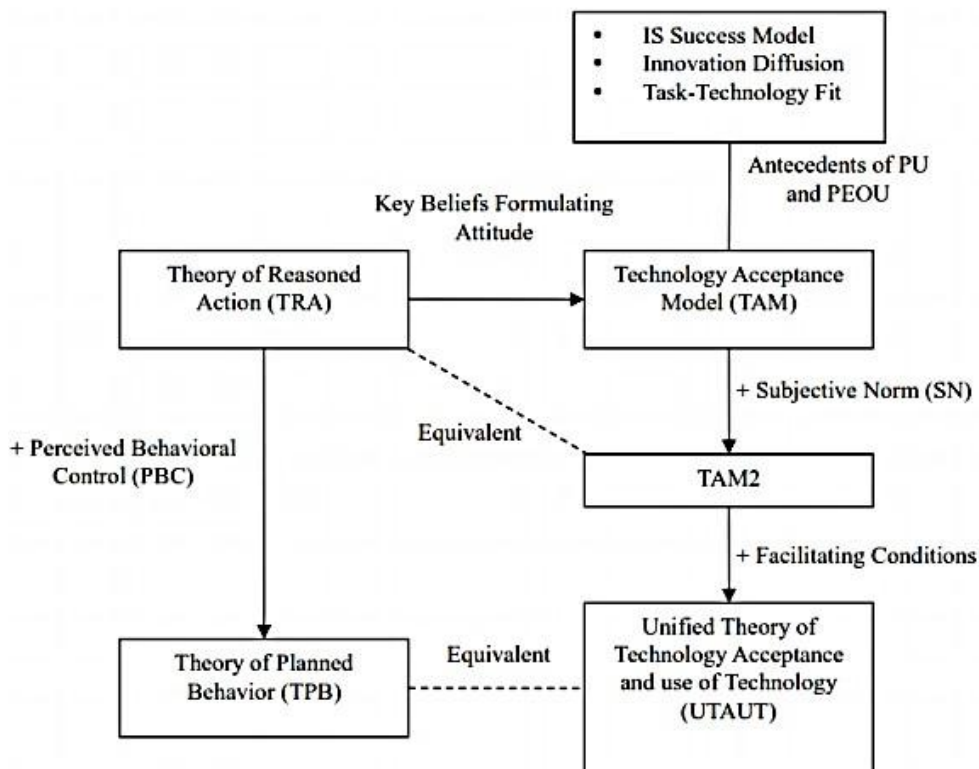 • IS Success Model
• Innovation Diffusion
• Task-Technology Fit
Antecedents of PU
and PEOU
Key Beliefs Formulating
Attitude
Theory of Reasoned
Action (TRA)
Technology Acceptance
Model (TAM)
+ Subjective Norm (SN)
Equivalent
+ Perceived Behavioral
Control (PBC)
TAM2
+ Facilitating Conditions
Theory of Planned
Behavior (TPB)
Equivalent
Unified Theory of
Technology Acceptance
and use of Technology
(UTAUT)